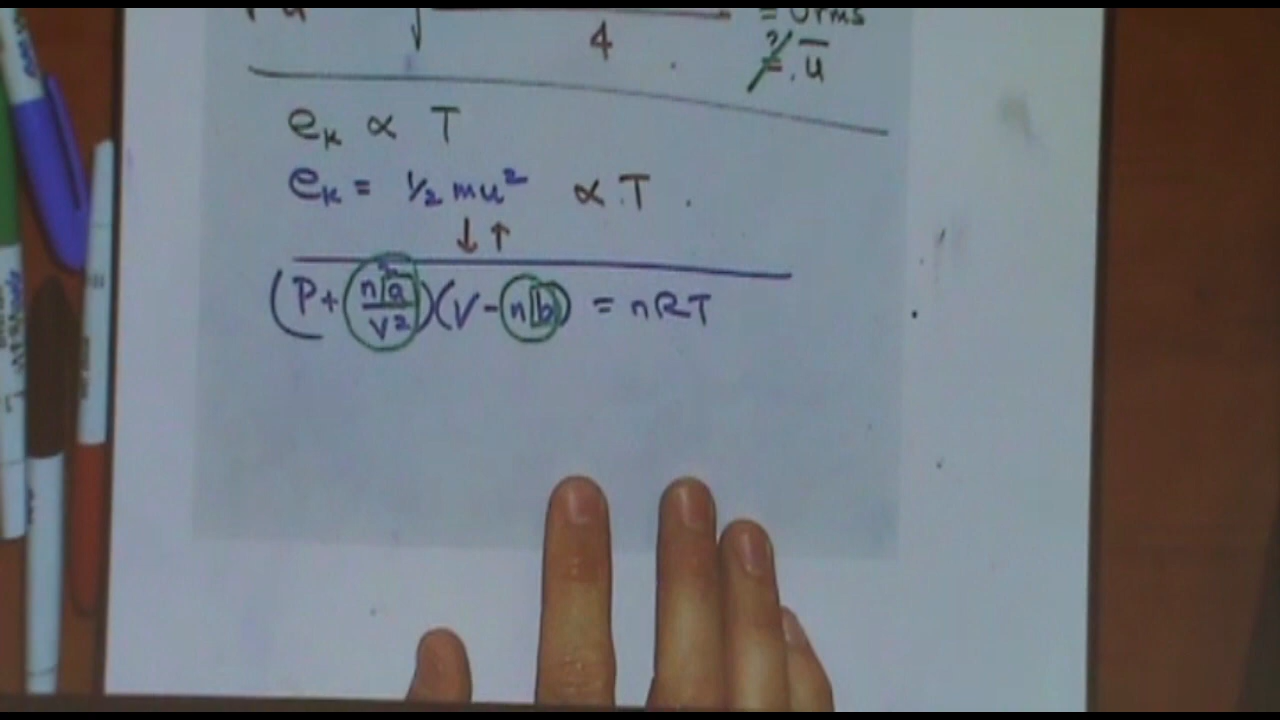 = Urms
4 ?
= . u̅
eₖ ∝ T
eₖ = 1/2 mu² ∝ T .
↓ ↑
(P + n²a/V²)(V - nb) = nRT